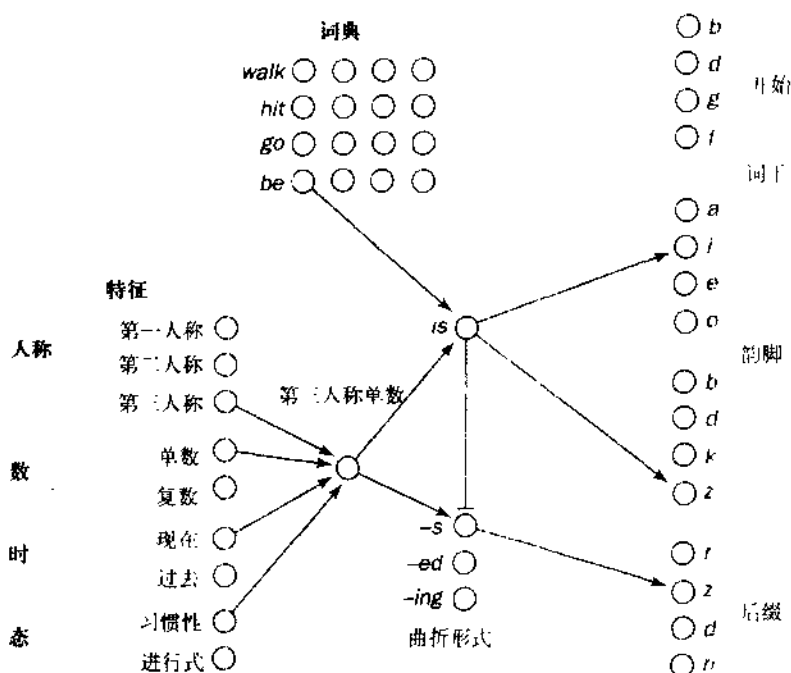 词典
walk
hit
go
be
特征
人称
第一人称
第二人称
第三人称
数
单数
复数
时
现在
过去
态
习惯性
进行式
第三人称单数
is
-s
-ed
-ing
曲折形式
b
d
g
f
开始
词干
a
i
e
o
韵脚
b
d
k
z
z
d
后缀